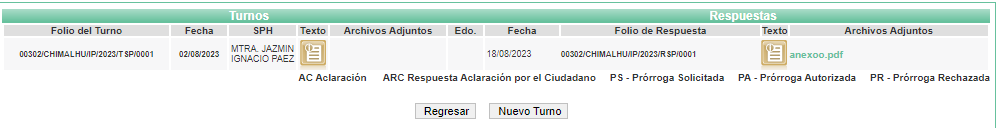 Turnos Respuestas
Folio del Turno Fecha SPH Texto Archivos Adjuntos Edo. Fecha Folio de Respuesta Texto Archivos Adjuntos
00302/CHIMALHU/IP/2023/TSP/0001 02/08/2023 MTRA. JAZMIN IGNACIO PAEZ 18/08/2023 00302/CHIMALHU/IP/2023/RSP/0001 anexoo.pdf
AC Aclaración ARC Respuesta Aclaración por el Ciudadano PS - Prórroga Solicitada PA - Prórroga Autorizada PR - Prórroga Rechazada
Regresar Nuevo Turno